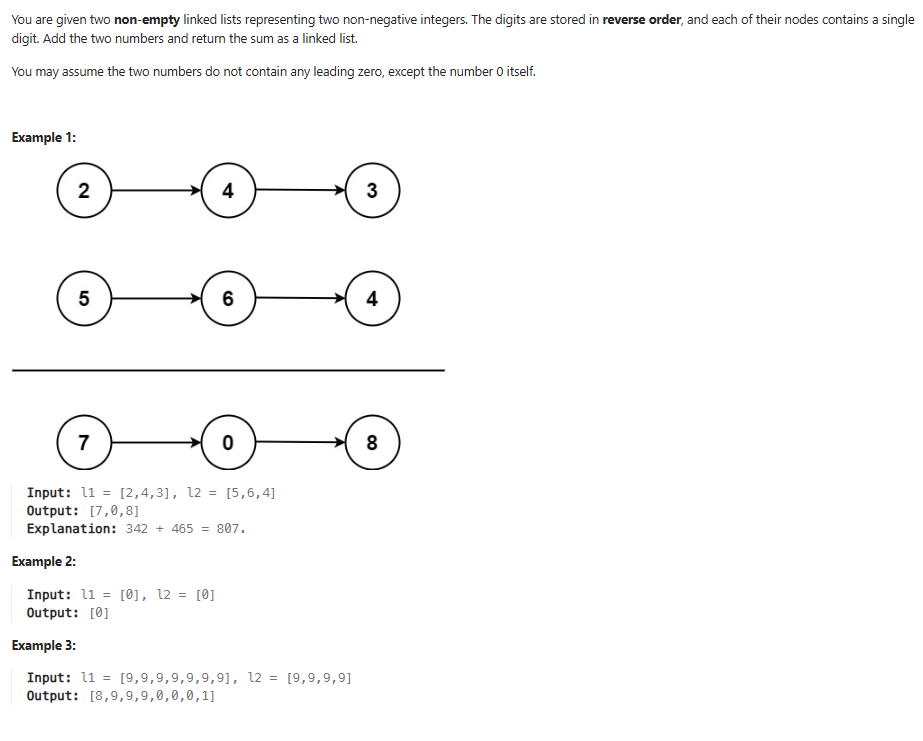 You are given two non-empty linked lists representing two non-negative integers. The digits are stored in reverse order, and each of their nodes contains a single
digit. Add the two numbers and return the sum as a linked list.
You may assume the two numbers do not contain any leading zero, except the number 0 itself.
Example 1:
2 4 3
5 6 4
7 0 8
Input: l1 = [2,4,3], l2 = [5,6,4]
Output: [7,0,8]
Explanation: 342 + 465 = 807.
Example 2:
Input: l1 = [0], l2 = [0]
Output: [0]
Example 3:
Input: l1 = [9,9,9,9,9,9,9], l2 = [9,9,9,9]
Output: [8,9,9,9,0,0,0,1]